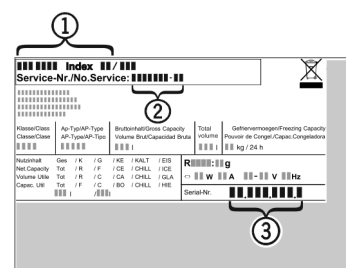 1
Index /
Service-Nr./No.Service: -
2
Klasse/Class Ap-Typ/AP-Type Bruttoinhalt/Gross Capacity Total Gefriervermoegen/Freezing Capacity
Classe/Clase AP-Type/AP-Tipo Volume Brut/Capacidad Bruta volume Pouvoir de Congel./Capac.Congeladora
l l kg / 24 h
Nutzinhalt Ges / K / G / KE / KALT / EIS
Net.Capacity Tot / R / F / CE / CHILL / ICE
Volume Utile Tot / R / C / CA / CHILL / GLA
Capec. Util Tot / F / C / BO / CHILL / HIE
l / l
R : g
W A - V Hz
Serial-Nr.
3